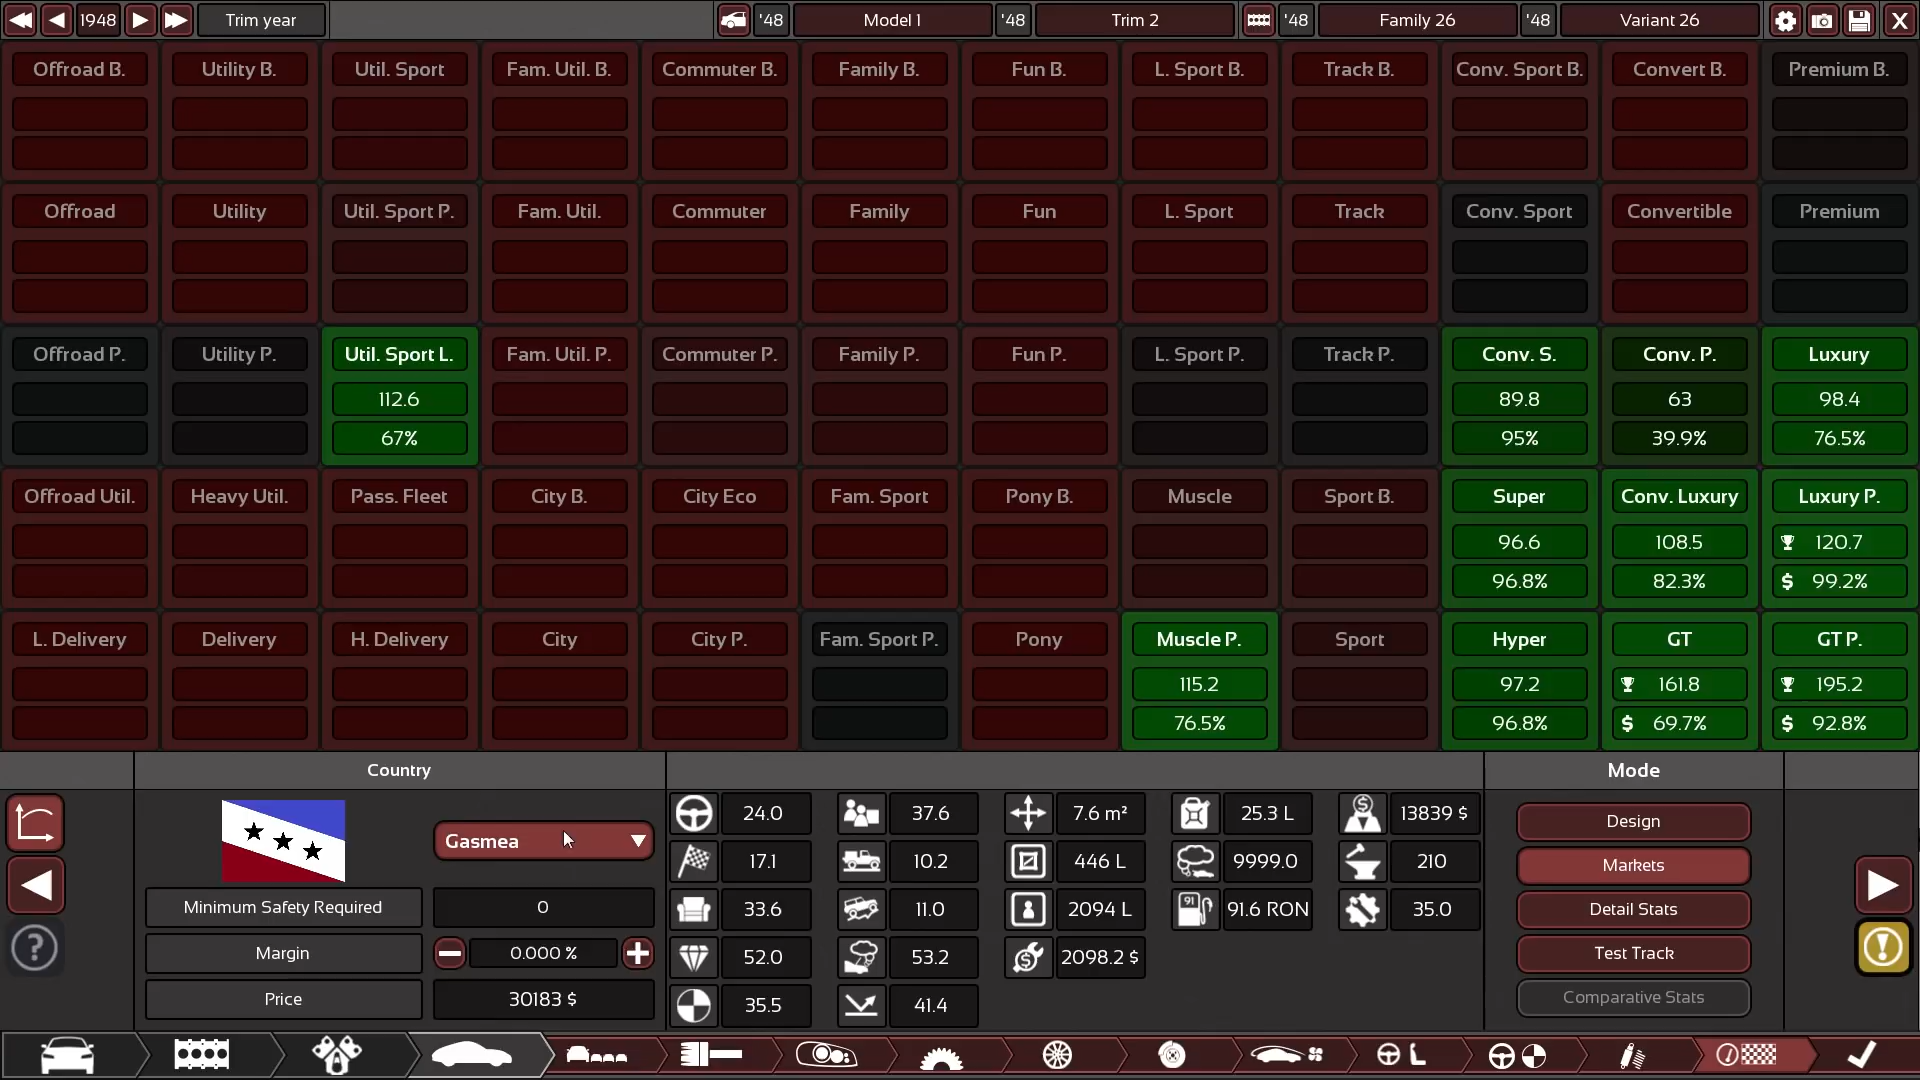 1948 Trim year '48 Model 1 '48 Trim 2 '48 Family 26 '48 Variant 26 X
Offroad B. Utility B. Util. Sport Fam. Util. B. Commuter B. Family B. Fun B. L. Sport B. Track B. Conv. Sport B. Convert B. Premium B.
Offroad Utility Util. Sport P. Fam. Util. Commuter Family Fun L. Sport Track Conv. Sport Convertible Premium
Offroad P. Utility P. Util. Sport L. Fam. Util. P. Commuter P. Family P. Fun P. L. Sport P. Track P. Conv. S. Conv. P. Luxury
112.6 89.8 63 98.4
67% 95% 39.9% 76.5%
Offroad Util. Heavy Util. Pass. Fleet City B. City Eco Fam. Sport Pony B. Muscle Sport B. Super Conv. Luxury Luxury P.
96.6 108.5 120.7
96.8% 82.3% $ 99.2%
L. Delivery Delivery H. Delivery City City P. Fam. Sport P. Pony Muscle P. Sport Hyper GT GT P.
115.2 97.2 161.8 195.2
76.5% 96.8% $ 69.7% $ 92.8%
Country Mode
Gasmea
Minimum Safety Required 0
Margin 0.000 %
Price 30183 $
24.0 37.6 7.6 m² 25.3 L 13839 $
17.1 10.2 446 L 9999.0 210
33.6 11.0 2094 L 91 91.6 RON 35.0
52.0 53.2 2098.2 $
35.5 41.4
Design
Markets
Detail Stats
Test Track
Comparative Stats